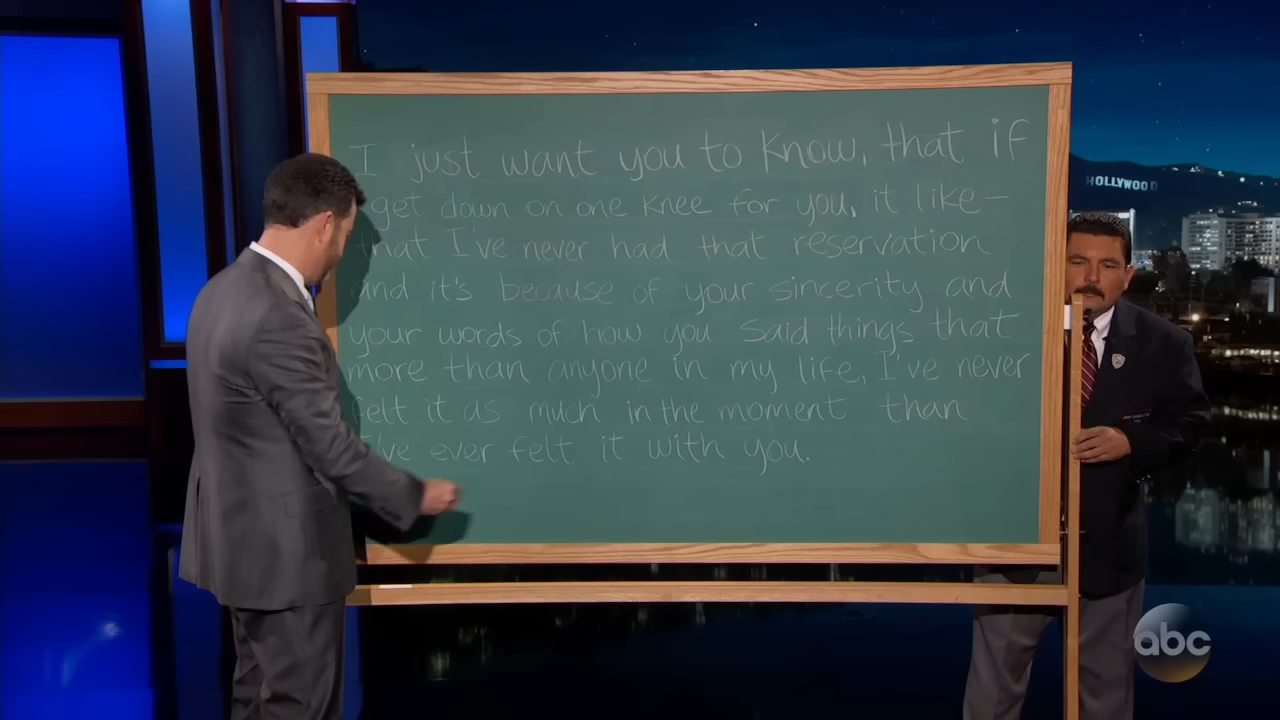 I just want you to know, that if
get down on one knee for you, it like-
that I've never had that reservation
and it's because of your sincerity and
your words of how you said things that
more than anyone in my life, I've never
felt it as much in the moment than
I've ever felt it with you.
HOLLYWOOD
abc